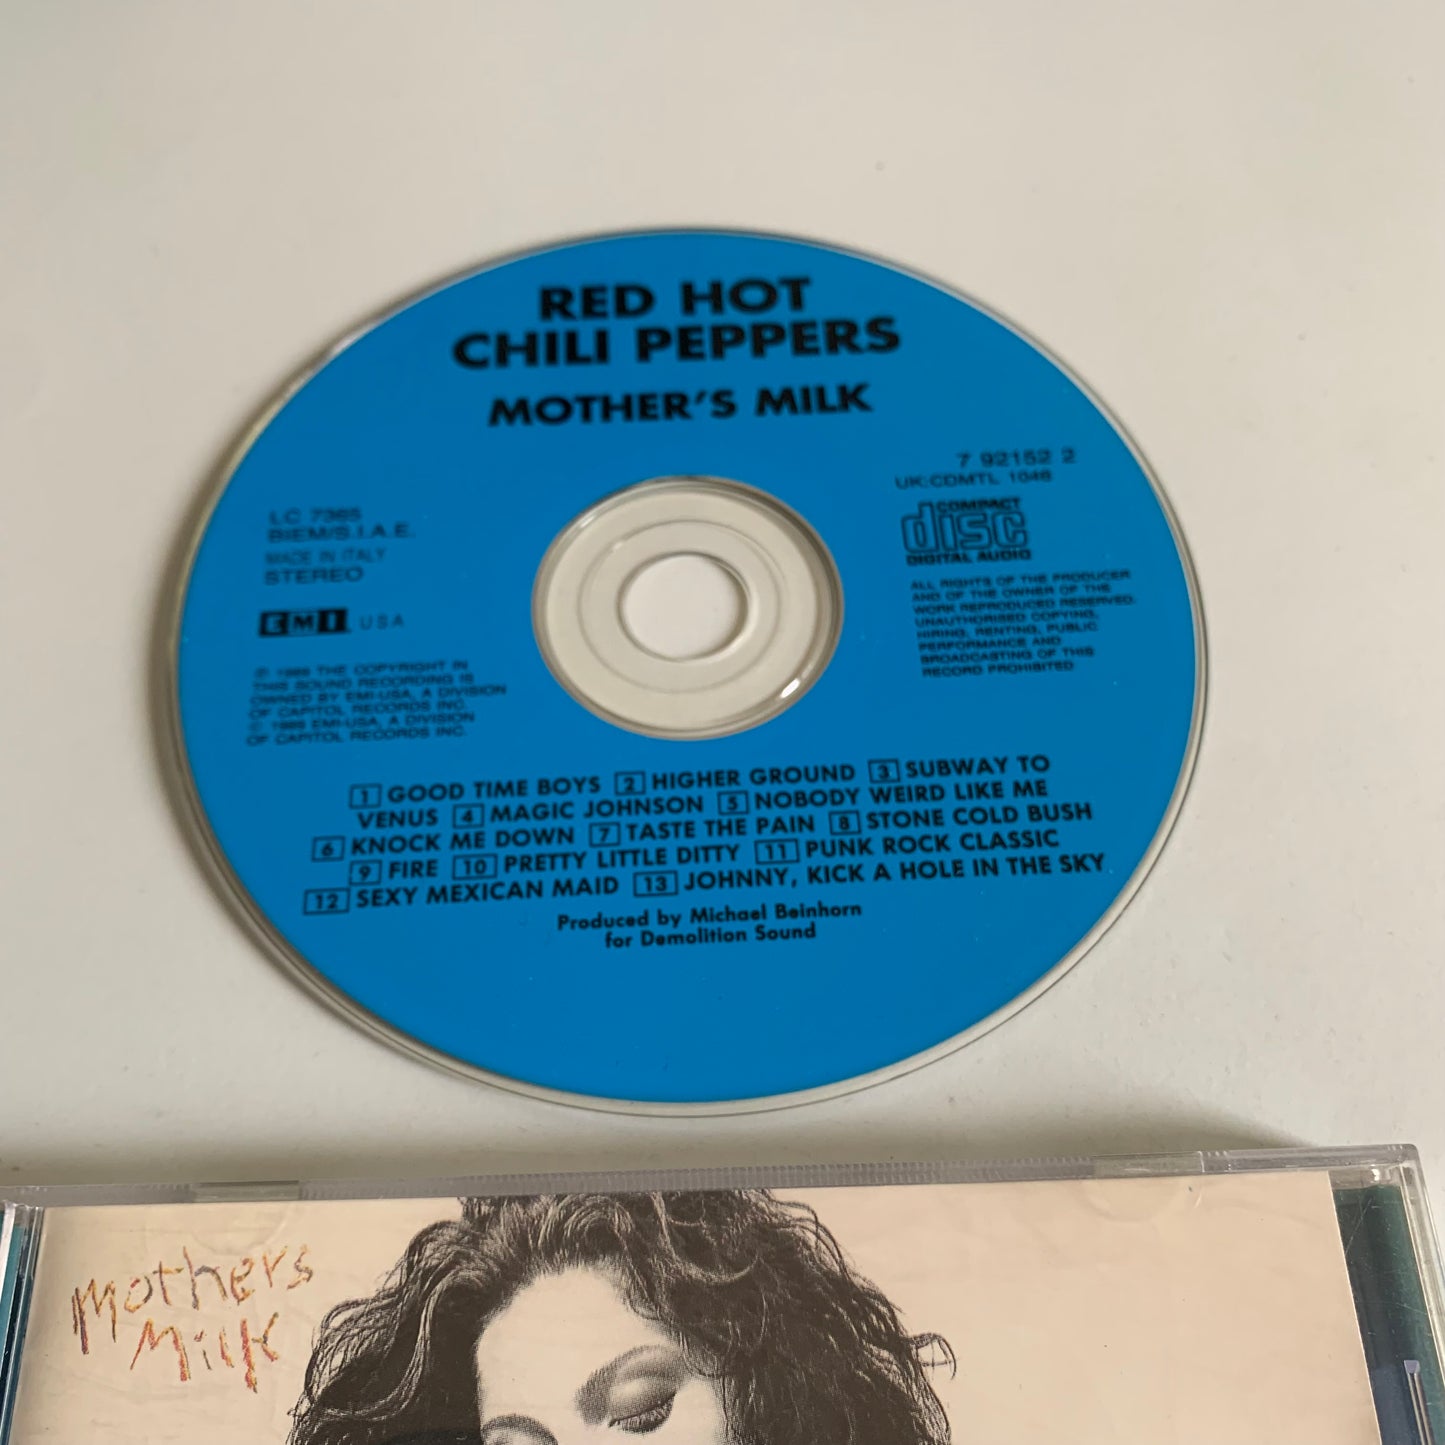 RED HOT
CHILI PEPPERS
MOTHER'S MILK
7 92152 2
UK:CDMTL 1046
LC 7365
BIEM/S.I.A.E.
MADE IN ITALY
STEREO
EMI USA
COMPACT
disc
DIGITAL AUDIO
ALL RIGHTS OF THE PRODUCER
AND OF THE OWNER OF THE
WORK REPRODUCED RESERVED.
UNAUTHORISED COPYING,
HIRING, RENTING, PUBLIC
PERFORMANCE AND
BROADCASTING OF THIS
RECORD PROHIBITED
℗ 1989 THE COPYRIGHT IN
THIS SOUND RECORDING IS
OWNED BY EMI-USA, A DIVISION
OF CAPITOL RECORDS INC.
© 1989 EMI-USA, A DIVISION
OF CAPITOL RECORDS INC.
1 GOOD TIME BOYS 2 HIGHER GROUND 3 SUBWAY TO
VENUS 4 MAGIC JOHNSON 5 NOBODY WEIRD LIKE ME
6 KNOCK ME DOWN 7 TASTE THE PAIN 8 STONE COLD BUSH
9 FIRE 10 PRETTY LITTLE DITTY 11 PUNK ROCK CLASSIC
12 SEXY MEXICAN MAID 13 JOHNNY, KICK A HOLE IN THE SKY
Produced by Michael Beinhorn
for Demolition Sound
Mothers
Milk